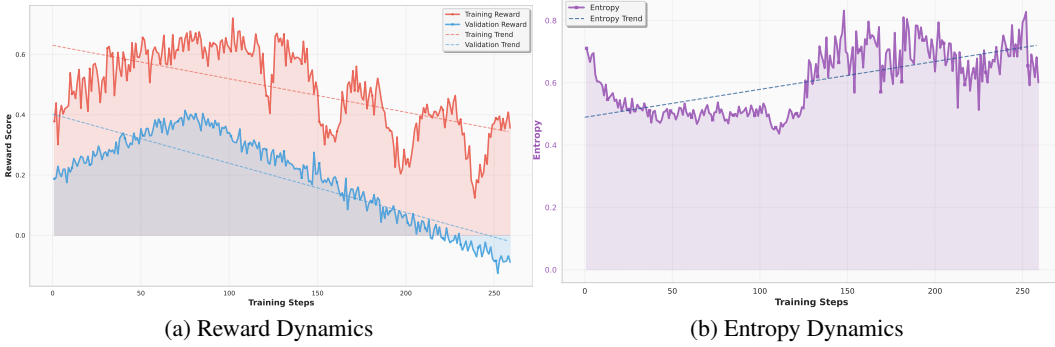 Training Reward
Validation Reward
Training Trend
Validation Trend
Reward Score
0.6
0.4
0.2
0.0
0
50
100
150
200
250
Training Steps
(a) Reward Dynamics
Entropy
Entropy Trend
Entropy
0.8
0.6
0.4
0.2
0.0
0
50
100
150
200
250
Training Steps
(b) Entropy Dynamics